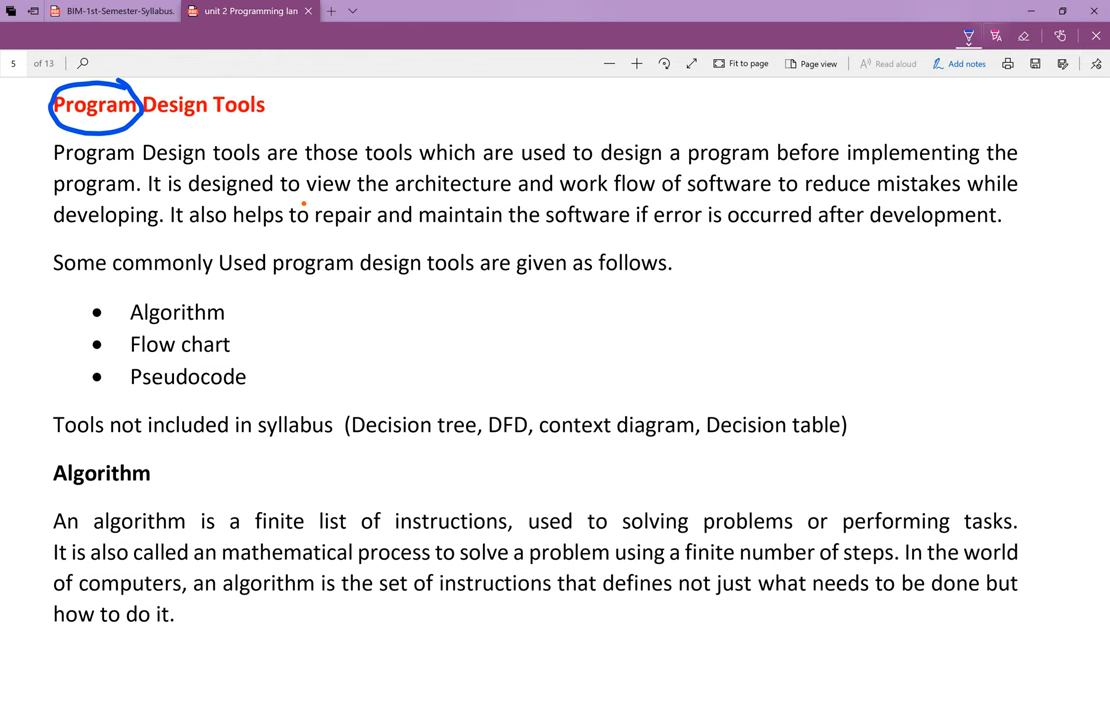 BIM-1st-Semester-Syllabus.
unit 2 Programming lan
5 of 13
Fit to page
Page view
Read aloud
Add notes
Program Design Tools
Program Design tools are those tools which are used to design a program before implementing the
program. It is designed to view the architecture and work flow of software to reduce mistakes while
developing. It also helps to repair and maintain the software if error is occurred after development.
Some commonly Used program design tools are given as follows.
• Algorithm
• Flow chart
• Pseudocode
Tools not included in syllabus (Decision tree, DFD, context diagram, Decision table)
Algorithm
An algorithm is a finite list of instructions, used to solving problems or performing tasks.
It is also called an mathematical process to solve a problem using a finite number of steps. In the world
of computers, an algorithm is the set of instructions that defines not just what needs to be done but
how to do it.